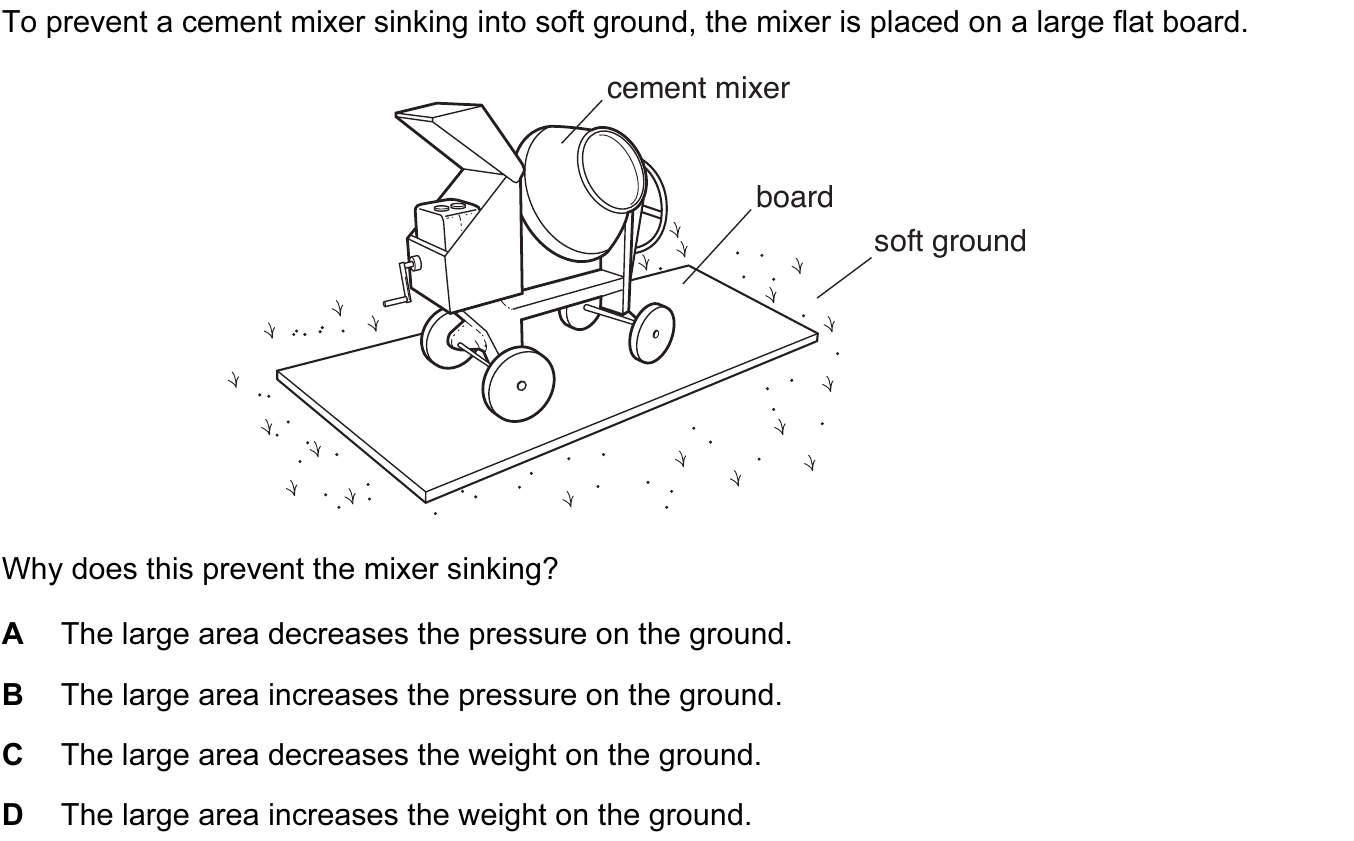 To prevent a cement mixer sinking into soft ground, the mixer is placed on a large flat board.
cement mixer
board
soft ground
Why does this prevent the mixer sinking?
A The large area decreases the pressure on the ground.
B The large area increases the pressure on the ground.
C The large area decreases the weight on the ground.
D The large area increases the weight on the ground.